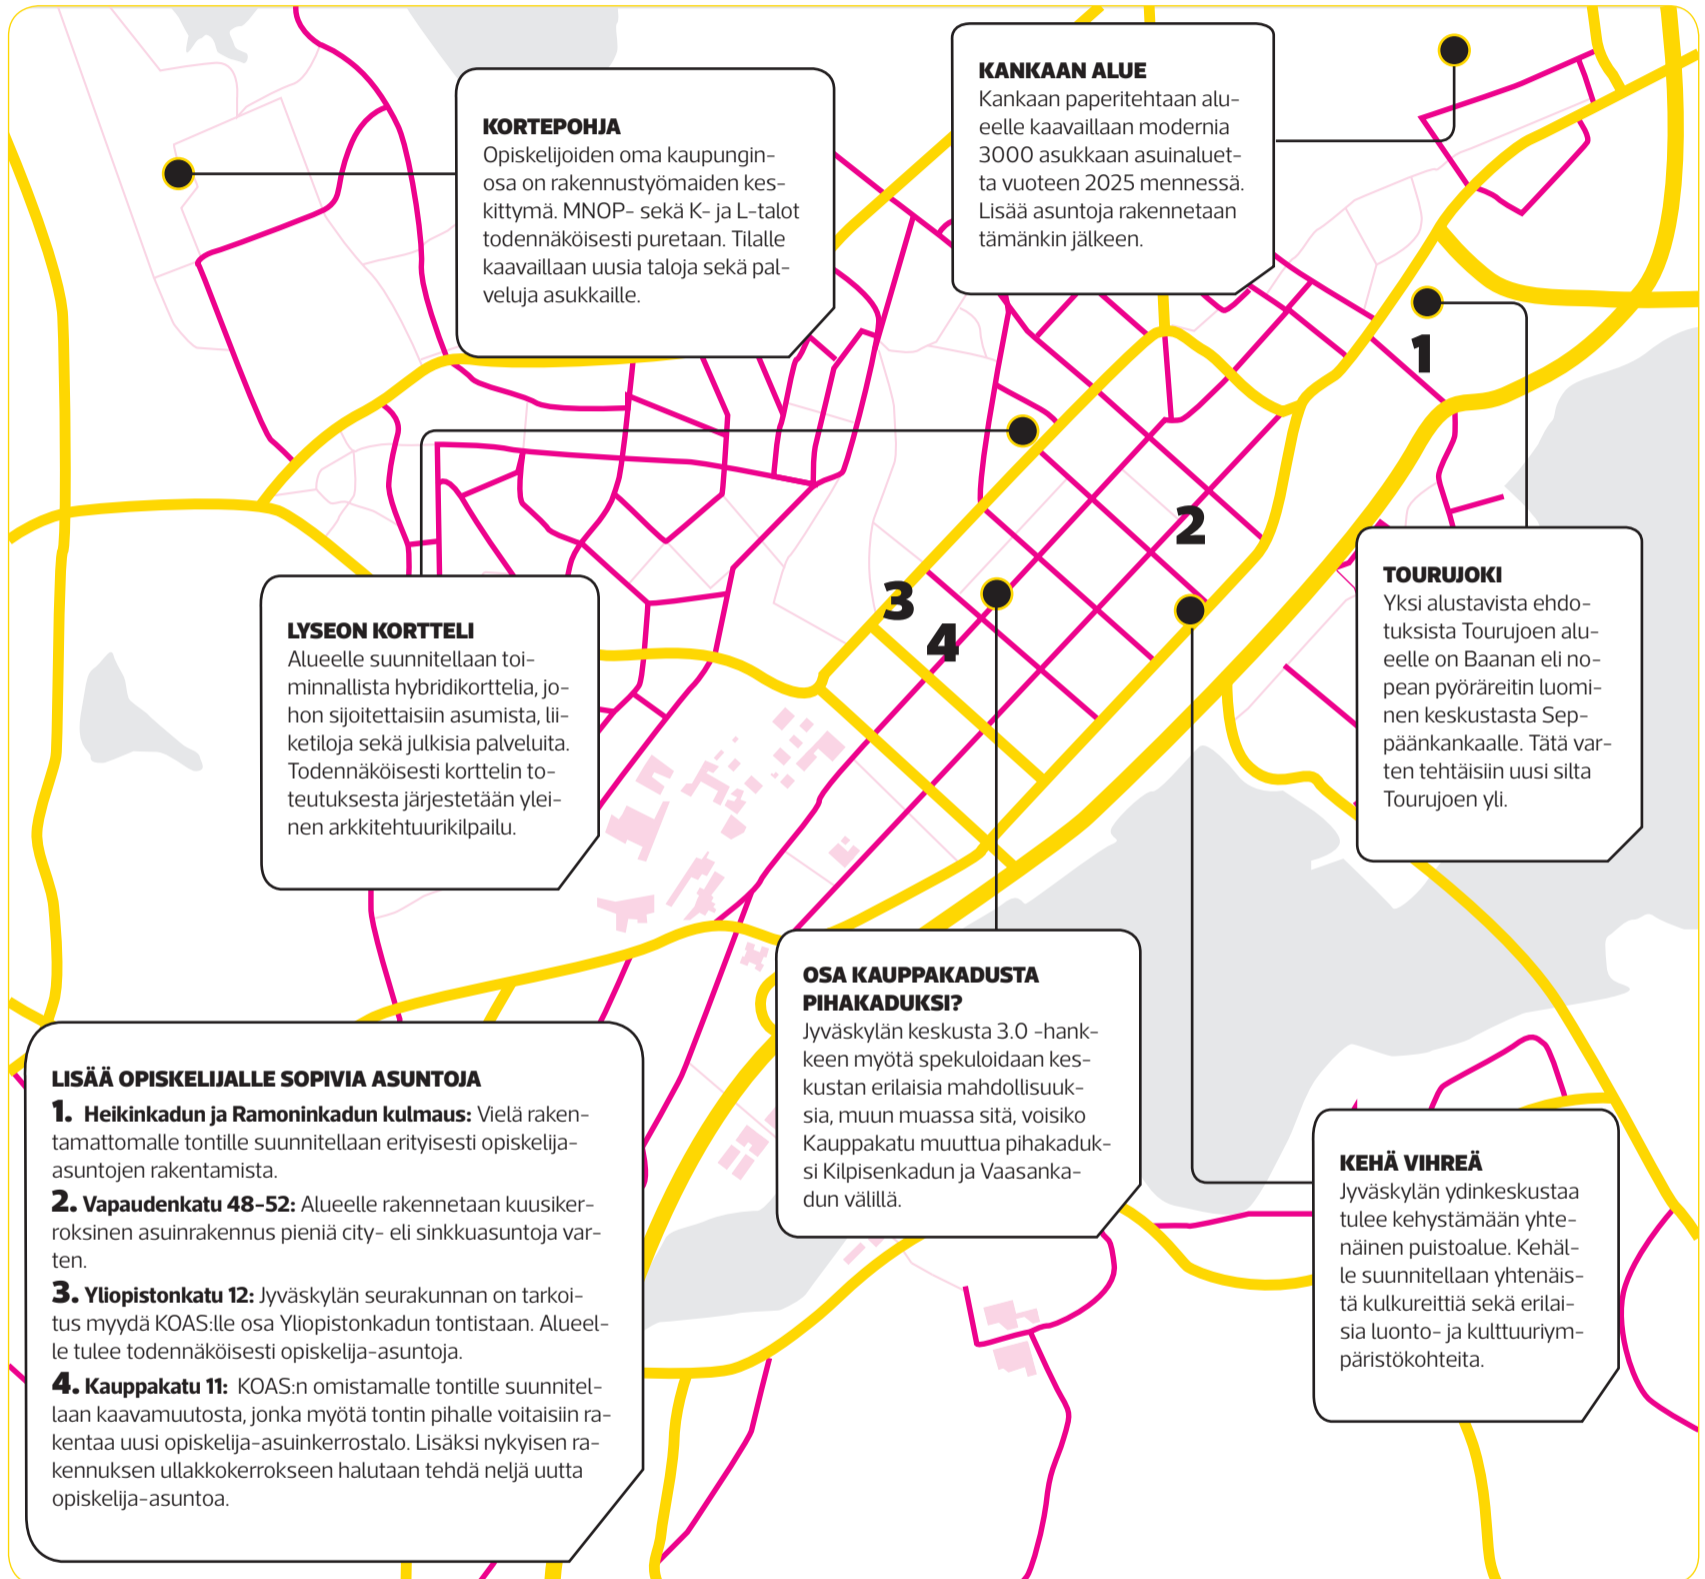 KORTEPOHJA
Opiskelijoiden oma kaupungin-
osa on rakennustyömaiden kes-
kittymä. MNOP- sekä K- ja L-talot
todennäköisesti puretaan. Tilalle
kaavaillaan uusia taloja sekä pal-
veluja asukkaille.
KANKAAN ALUE
Kankaan paperitehtaan alu-
eelle kaavaillaan modernia
3000 asukkaan asuinaluet-
ta vuoteen 2025 mennessä.
Lisää asuntoja rakennetaan
tämänkin jälkeen.
1
2
3
4
LYSEON KORTTELI
Alueelle suunnitellaan toi-
minnallista hybridikorttelia, jo-
hon sijoitettaisiin asumista, lii-
ketiloja sekä julkisia palveluita.
Todennäköisesti korttelin to-
teutuksesta järjestetään ylei-
nen arkkitehtuurikilpailu.
TOURUJOKI
Yksi alustavista ehdo-
tuksista Tourujoen alu-
eelle on Baanan eli no-
pean pyöräreitin luomi-
nen keskustasta Sep-
päänkankaalle. Tätä var-
ten tehtäisiin uusi silta
Tourujoen yli.
OSA KAUPPAKADUSTA
PIHAKADUKSI?
Jyväskylän keskusta 3.0 -hank-
keen myötä spekuloidaan kes-
kustan erilaisia mahdollisuuk-
sia, muun muassa sitä, voisiko
Kauppakatu muuttua pihakaduk-
si Kilpisenkadun ja Vaasanka-
dun välillä.
LISÄÄ OPISKELIJALLE SOPIVIA ASUNTOJA
1. Heikinkadun ja Ramoninkadun kulmaus: Vielä raken-
tamattomalle tontille suunnitellaan erityisesti opiskelija-
asuntojen rakentamista.
2. Vapaudenkatu 48-52: Alueelle rakennetaan kuusiker-
roksinen asuinrakennus pieniä city- eli sinkkuasuntoja var-
ten.
3. Yliopistonkatu 12: Jyväskylän seurakunnan on tarkoi-
tus myydä KOAS:lle osa Yliopistonkadun tontistaan. Alueel-
le tulee todennäköisesti opiskelija-asuntoja.
4. Kauppakatu 11: KOAS:n omistamalle tontille suunnitel-
laan kaavamuutosta, jonka myötä tontin pihalle voitaisiin ra-
kentaa uusi opiskelija-asuinkerrostalo. Lisäksi nykyisen ra-
kennuksen ullakkokerrokseen halutaan tehdä neljä uutta
opiskelija-asuntoa.
KEHÄ VIHREÄ
Jyväskylän ydinkeskustaa
tulee kehystämään yhte-
näinen puistoalue. Kehäl-
le suunnitellaan yhtenäis-
tä kulkureittiä sekä erilai-
sia luonto- ja kulttuuriym-
päristökohteita.